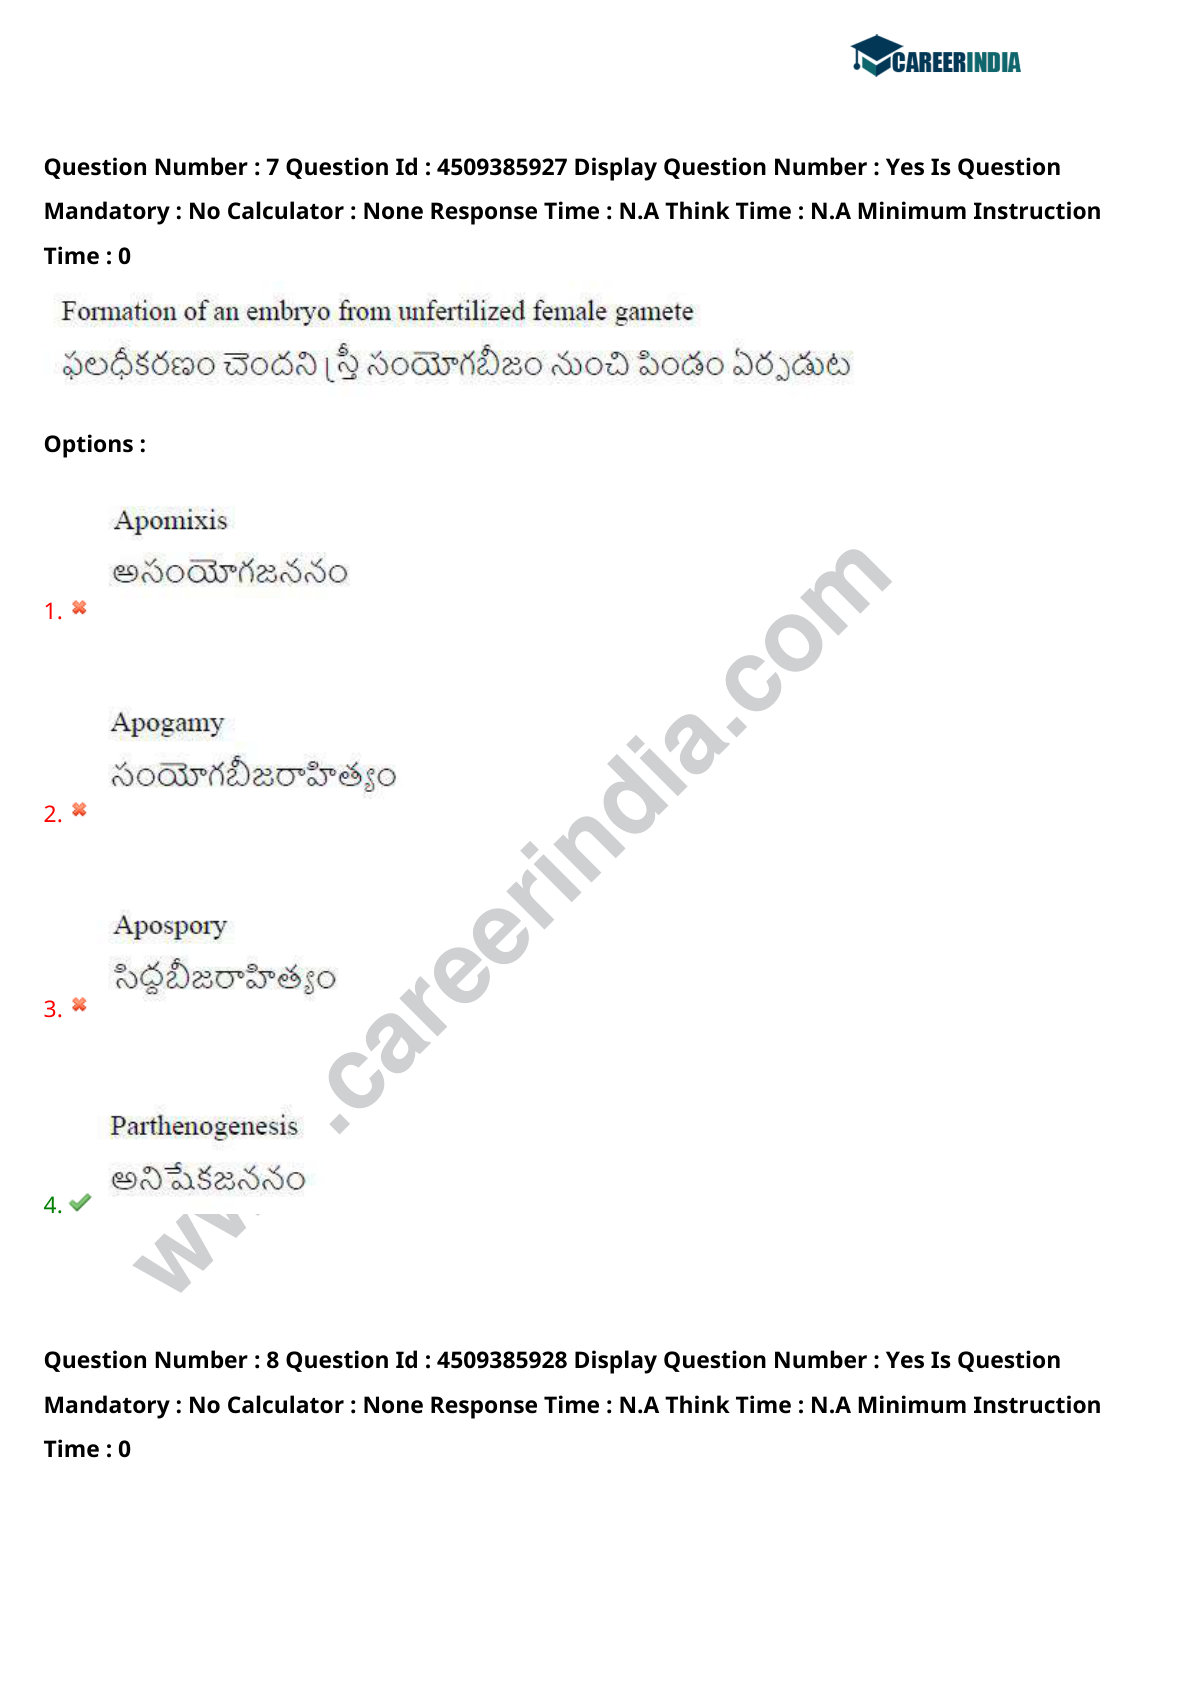 CAREERINDIA
Question Number : 7 Question Id : 4509385927 Display Question Number : Yes Is Question
Mandatory : No Calculator : None Response Time : N.A Think Time : N.A Minimum Instruction
Time : 0
Formation of an embryo from unfertilized female gamete
ఫలధీకరణం చెందని స్త్రీ సంయోగబీజం నుంచి పిండం ఏర్పడుట
Options :
Apomixis
అసంయోగజననం
1.
Apogamy
సంయోగబీజరాహిత్యం
2.
Apospory
సిద్దబీజరాహిత్యం
3.
Parthenogenesis
అనిషేకజననం
4.
.careerindia.com
Question Number : 8 Question Id : 4509385928 Display Question Number : Yes Is Question
Mandatory : No Calculator : None Response Time : N.A Think Time : N.A Minimum Instruction
Time : 0